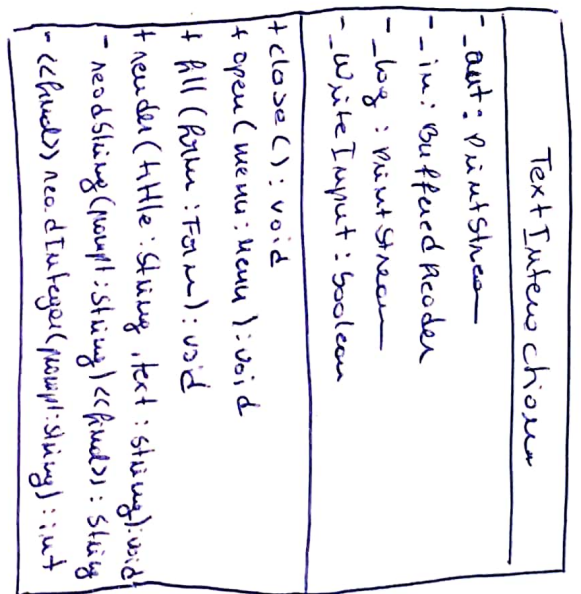 TextInteraction
- _out: PrintStream
- _in: BufferedReader
- _log: PrintStream
- _writeInput: boolean
+ close(): void
+ open(menu: Menu): void
+ fill(form: Form): void
+ render(title: String, text: String): void
- readString(prompt: String) <<final>>: String
- <<final>> readInteger(prompt: String): int